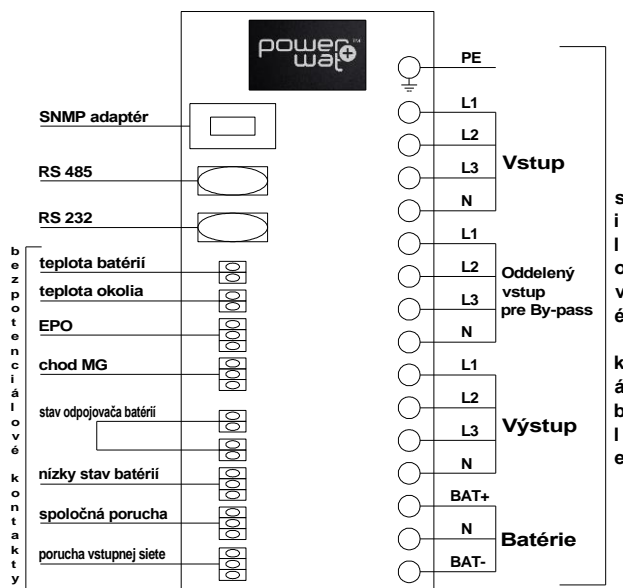 power
wat+™
SNMP adaptér
RS 485
RS 232
bezpotenciálové kontakty
teplota batérií
teplota okolia
EPO
chod MG
stav odpojovača batérií
nízky stav batérií
spoločná porucha
porucha vstupnej siete
PE
L1
L2
L3
N
Vstup
L1
L2
L3
N
Oddelený
vstup
pre By-pass
L1
L2
L3
N
Výstup
BAT+
N
BAT-
Batérie
silové káble